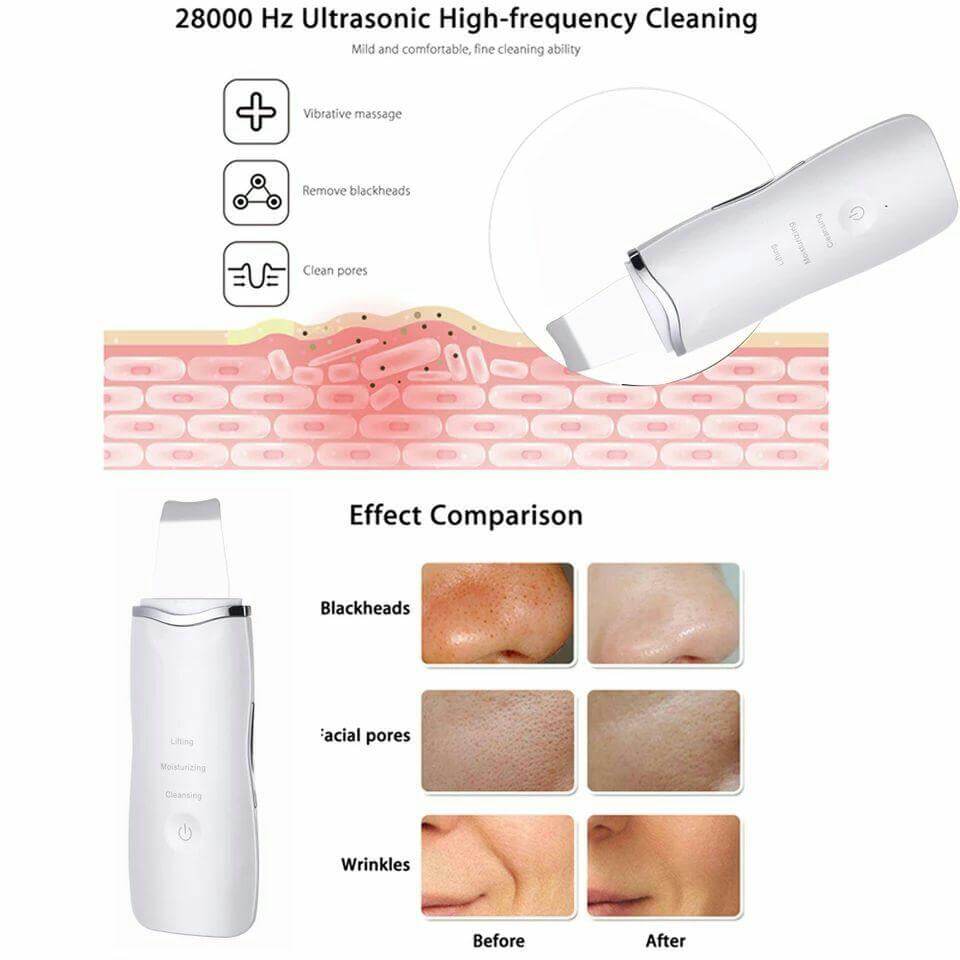 28000 Hz Ultrasonic High-frequency Cleaning
Mild and comfortable, fine cleaning ability
Vibrative massage
Remove blackheads
Clean pores
Lifting
Moisturizing
Cleansing
Effect Comparison
Blackheads
acial pores
Wrinkles
Before
After
Lifting
Moisturizing
Cleansing